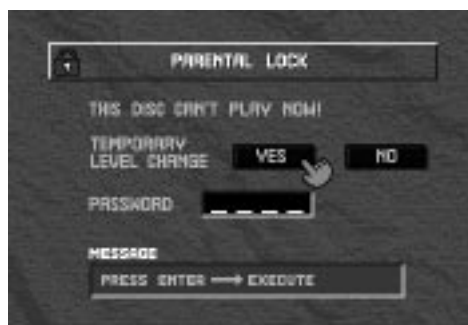 PARENTAL LOCK
THIS DISC CAN'T PLAY NOW!
TEMPORARY
LEVEL CHANGE YES NO
PASSWORD _ _ _ _
MESSAGE
PRESS ENTER → EXECUTE